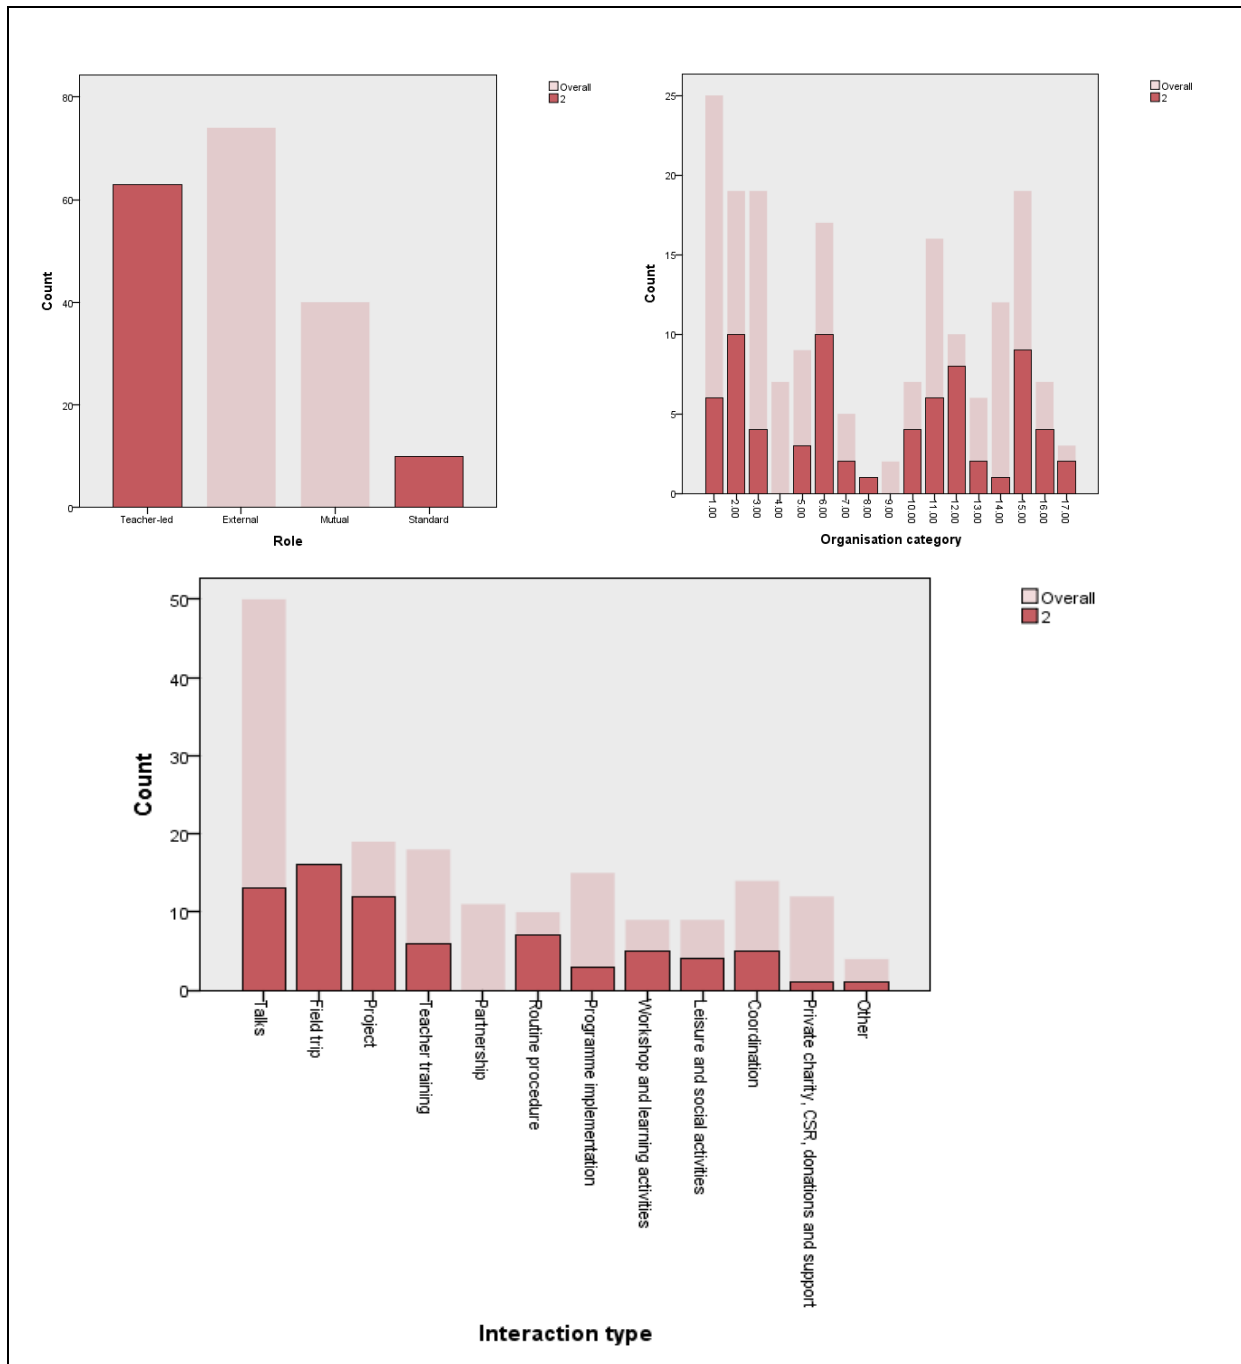 Overall
2
80
60
40
20
0
Count
Teacher-led External Mutual Standard
Role
Overall
2
25
20
15
10
5
0
Count
1.00 2.00 3.00 4.00 5.00 6.00 7.00 8.00 9.00 10.00 11.00 12.00 13.00 14.00 15.00 16.00 17.00
Organisation category
Overall
2
50
40
30
20
10
0
Count
Talks
Field trip
Project
Teacher training
Partnership
Routine procedure
Programme implementation
Workshop and learning activities
Leisure and social activities
Coordination
Private charity, CSR, donations and support
Other
Interaction type